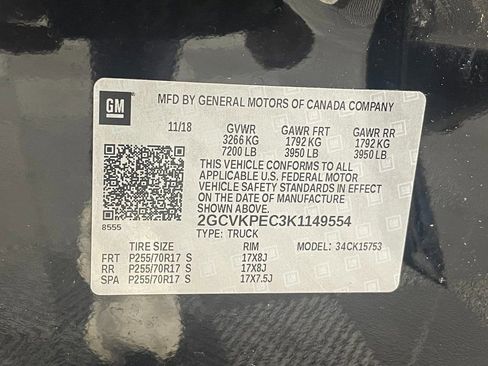 GM
MFD BY GENERAL MOTORS OF CANADA COMPANY
11/18 GVWR GAWR FRT GAWR RR
3266 KG 1792 KG 1792 KG
7200 LB 3950 LB 3950 LB
THIS VEHICLE CONFORMS TO ALL
APPLICABLE U.S. FEDERAL MOTOR
VEHICLE SAFETY STANDARDS IN EFFECT
ON THE DATE OF MANUFACTURE
SHOWN ABOVE.
8555 2GCVKPEC3K1149554
TYPE: TRUCK
TIRE SIZE RIM MODEL: 34CK15753
FRT P255/70R17 S 17X8J
RR P255/70R17 S 17X8J
SPA P255/70R17 S 17X7.5J